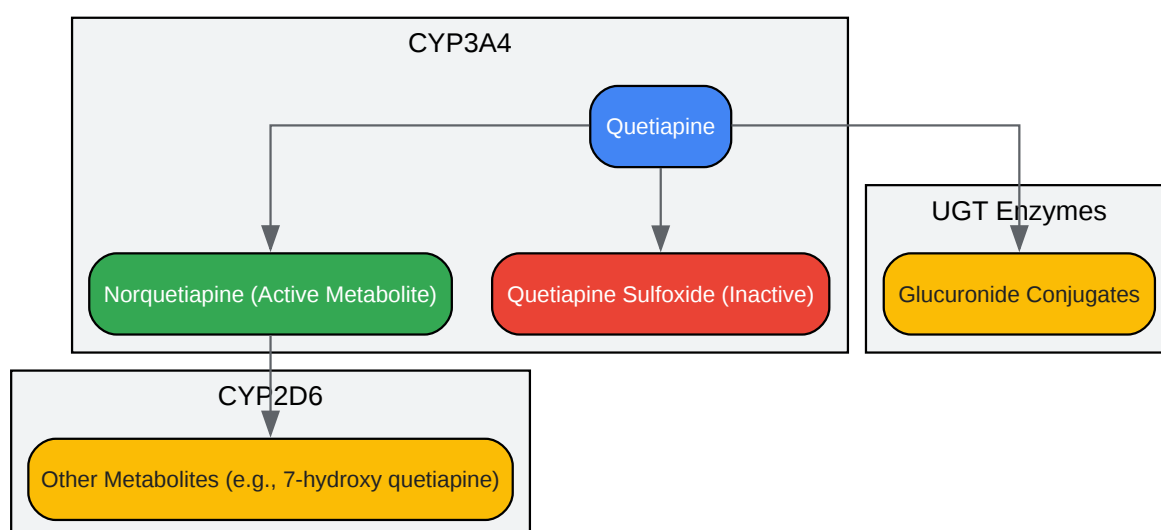 CYP3A4
Quetiapine
UGT Enzymes
Norquetiapine (Active Metabolite)
Quetiapine Sulfoxide (Inactive)
Glucuronide Conjugates
CYP2D6
Other Metabolites (e.g., 7-hydroxy quetiapine)